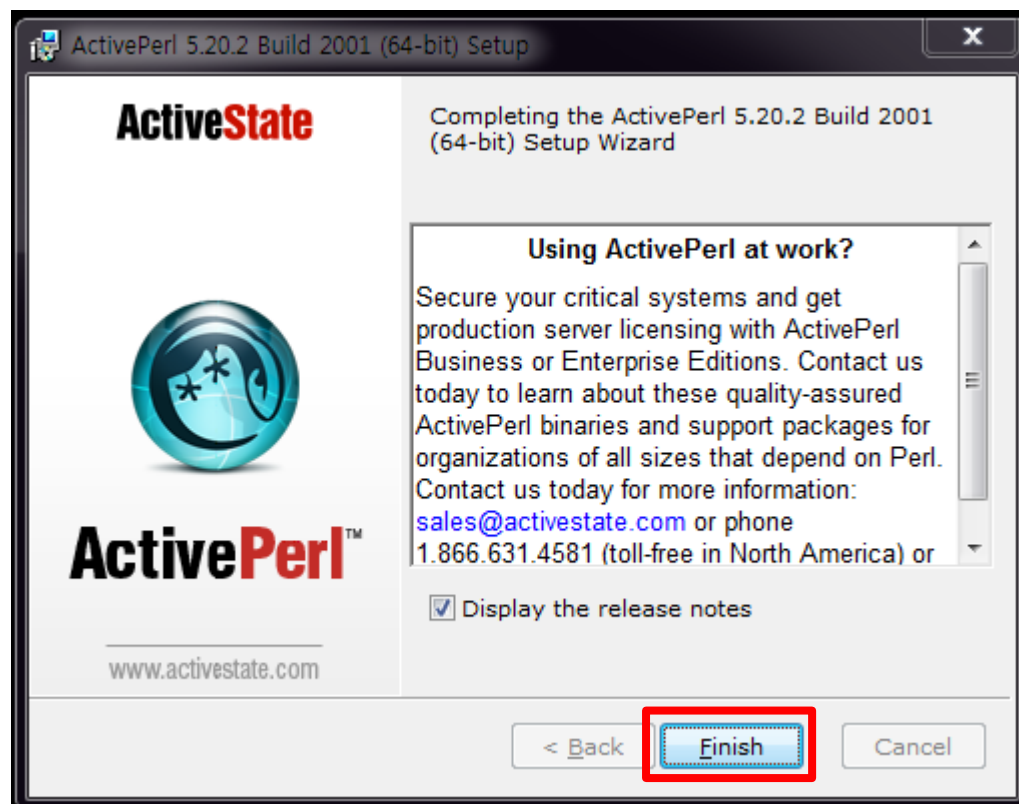 ActivePerl 5.20.2 Build 2001 (64-bit) Setup
x
ActiveState
Completing the ActivePerl 5.20.2 Build 2001
(64-bit) Setup Wizard
Using ActivePerl at work?
Secure your critical systems and get
production server licensing with ActivePerl
Business or Enterprise Editions. Contact us
today to learn about these quality-assured
ActivePerl binaries and support packages for
organizations of all sizes that depend on Perl.
Contact us today for more information:
sales@activestate.com or phone
1.866.631.4581 (toll-free in North America) or
ActivePerl™
Display the release notes
www.activestate.com
< Back
Finish
Cancel